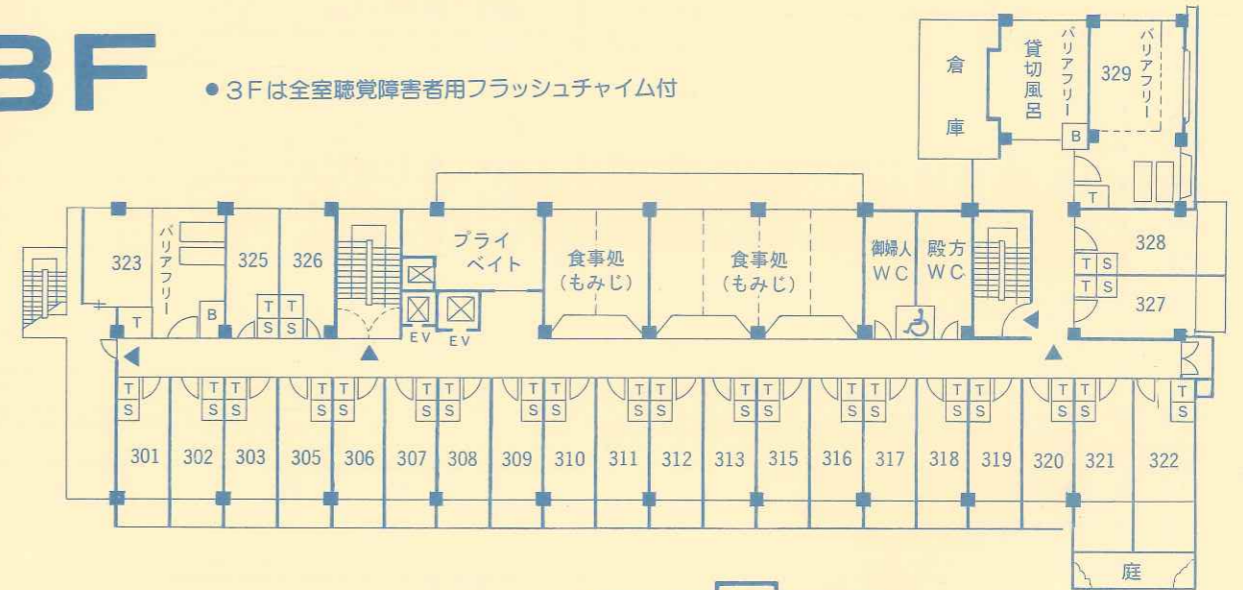 3F
●3Fは全室聴覚障害者用フラッシュチャイム付
倉庫
貸切風呂
バリアフリー
B
329
バリアフリー
T
323
バリアフリー
T
B
325
T
S
326
T
S
プライ
ベイト
EV
EV
食事処
(もみじ)
食事処
(もみじ)
御婦人
WC
殿方
WC
328
T S
T S
327
T T T T T T T T T T T T T T T T T T T T
S S S S S S S S S S S S S S S S S S S S
301 302 303 305 306 307 308 309 310 311 312 313 315 316 317 318 319 320 321 322
庭